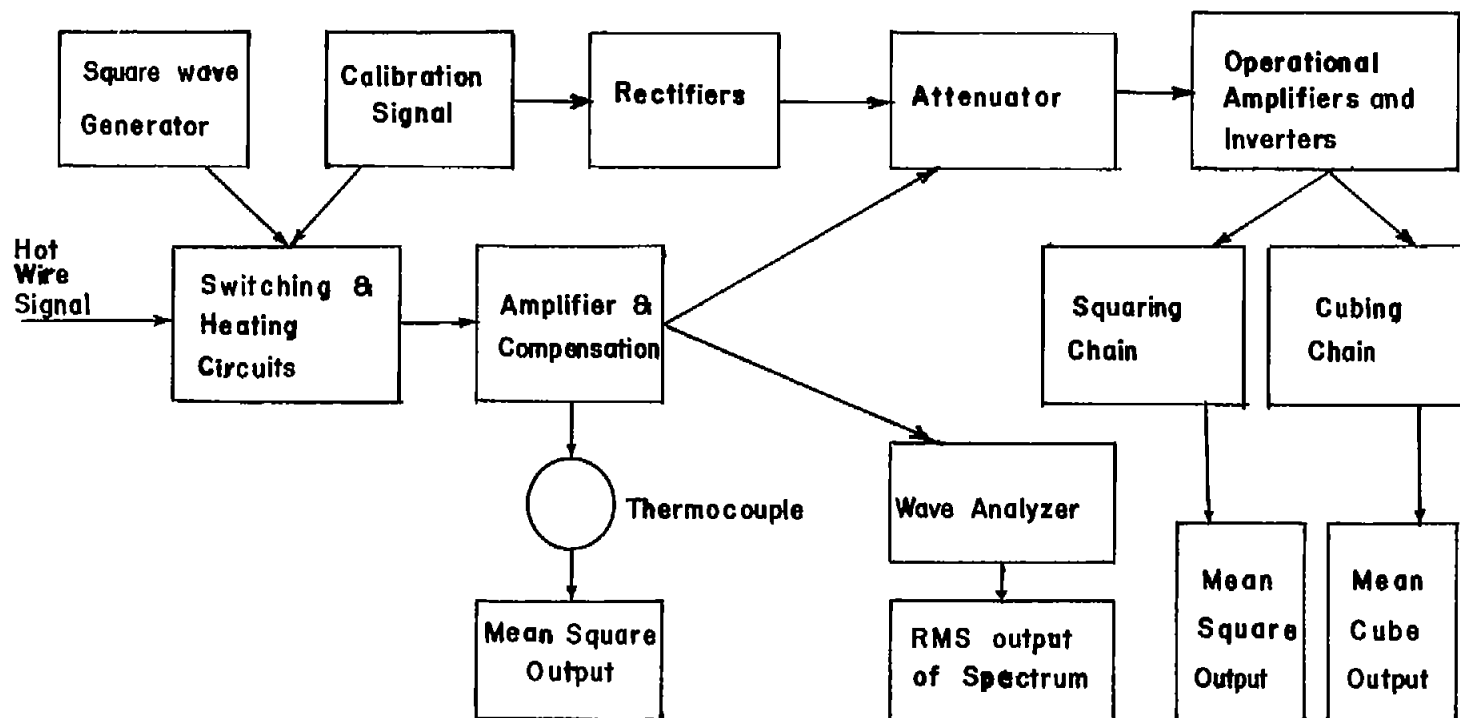 Square wave
Generator
Calibration
Signal
Rectifiers
Attenuator
Operational
Amplifiers and
Inverters
Hot
Wire
Signal
Switching &
Heating
Circuits
Amplifier &
Compensation
Squaring
Chain
Cubing
Chain
Thermocouple
Wave Analyzer
Mean Square
Output
RMS output
of Spectrum
Mean
Square
Output
Mean
Cube
Output